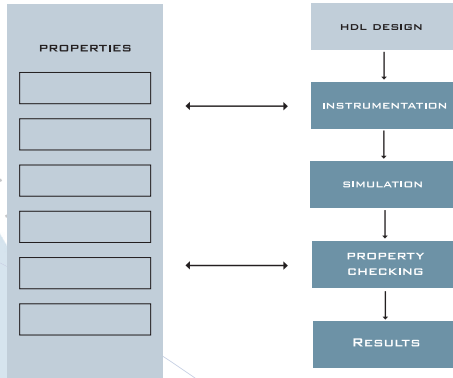 PROPERTIES
HDL DESIGN
INSTRUMENTATION
SIMULATION
PROPERTY
CHECKING
RESULTS